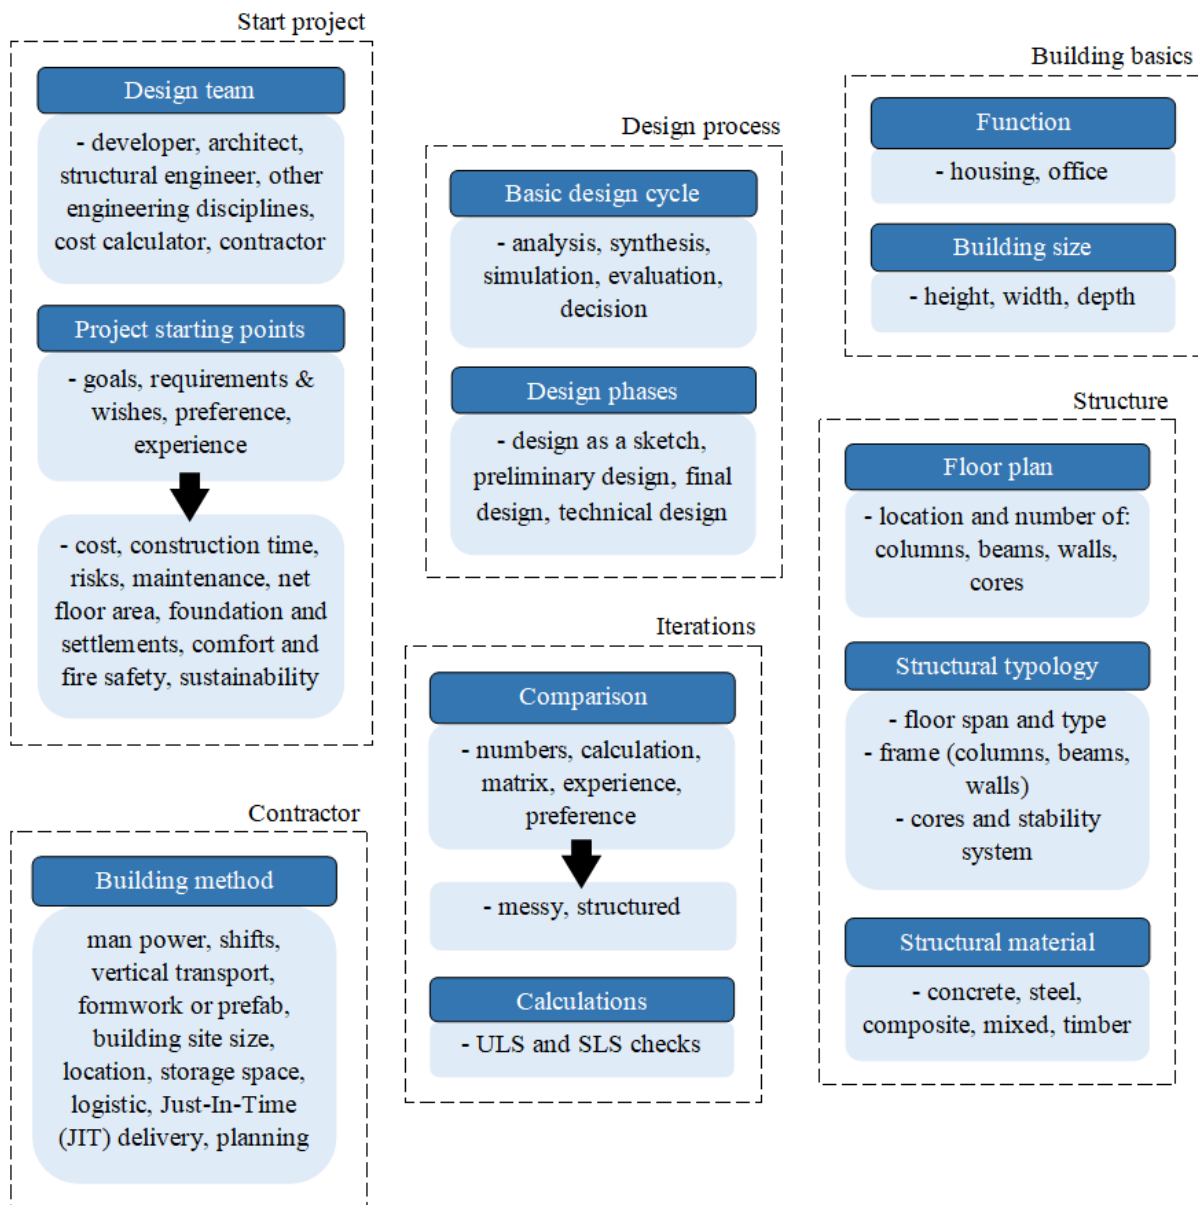 Start project
Design team
- developer, architect,
structural engineer, other
engineering disciplines,
cost calculator, contractor
Project starting points
- goals, requirements &
wishes, preference,
experience
- cost, construction time,
risks, maintenance, net
floor area, foundation and
settlements, comfort and
fire safety, sustainability
Contractor
Building method
man power, shifts,
vertical transport,
formwork or prefab,
building site size,
location, storage space,
logistic, Just-In-Time
(JIT) delivery, planning
Design process
Basic design cycle
- analysis, synthesis,
simulation, evaluation,
decision
Design phases
- design as a sketch,
preliminary design, final
design, technical design
Iterations
Comparison
- numbers, calculation,
matrix, experience,
preference
- messy, structured
Calculations
- ULS and SLS checks
Building basics
Function
- housing, office
Building size
- height, width, depth
Structure
Floor plan
- location and number of:
columns, beams, walls,
cores
Structural typology
- floor span and type
- frame (columns, beams,
walls)
- cores and stability
system
Structural material
- concrete, steel,
composite, mixed, timber